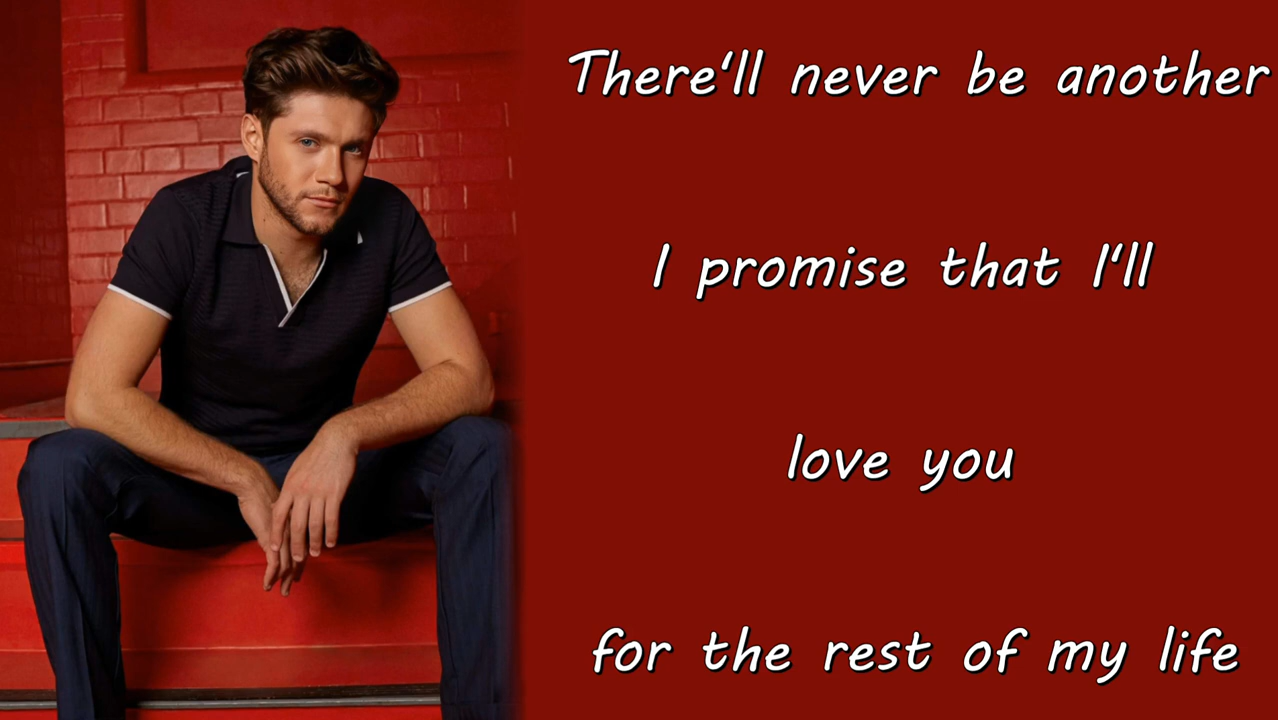 There'll never be another
I promise that I'll
love you
for the rest of my life